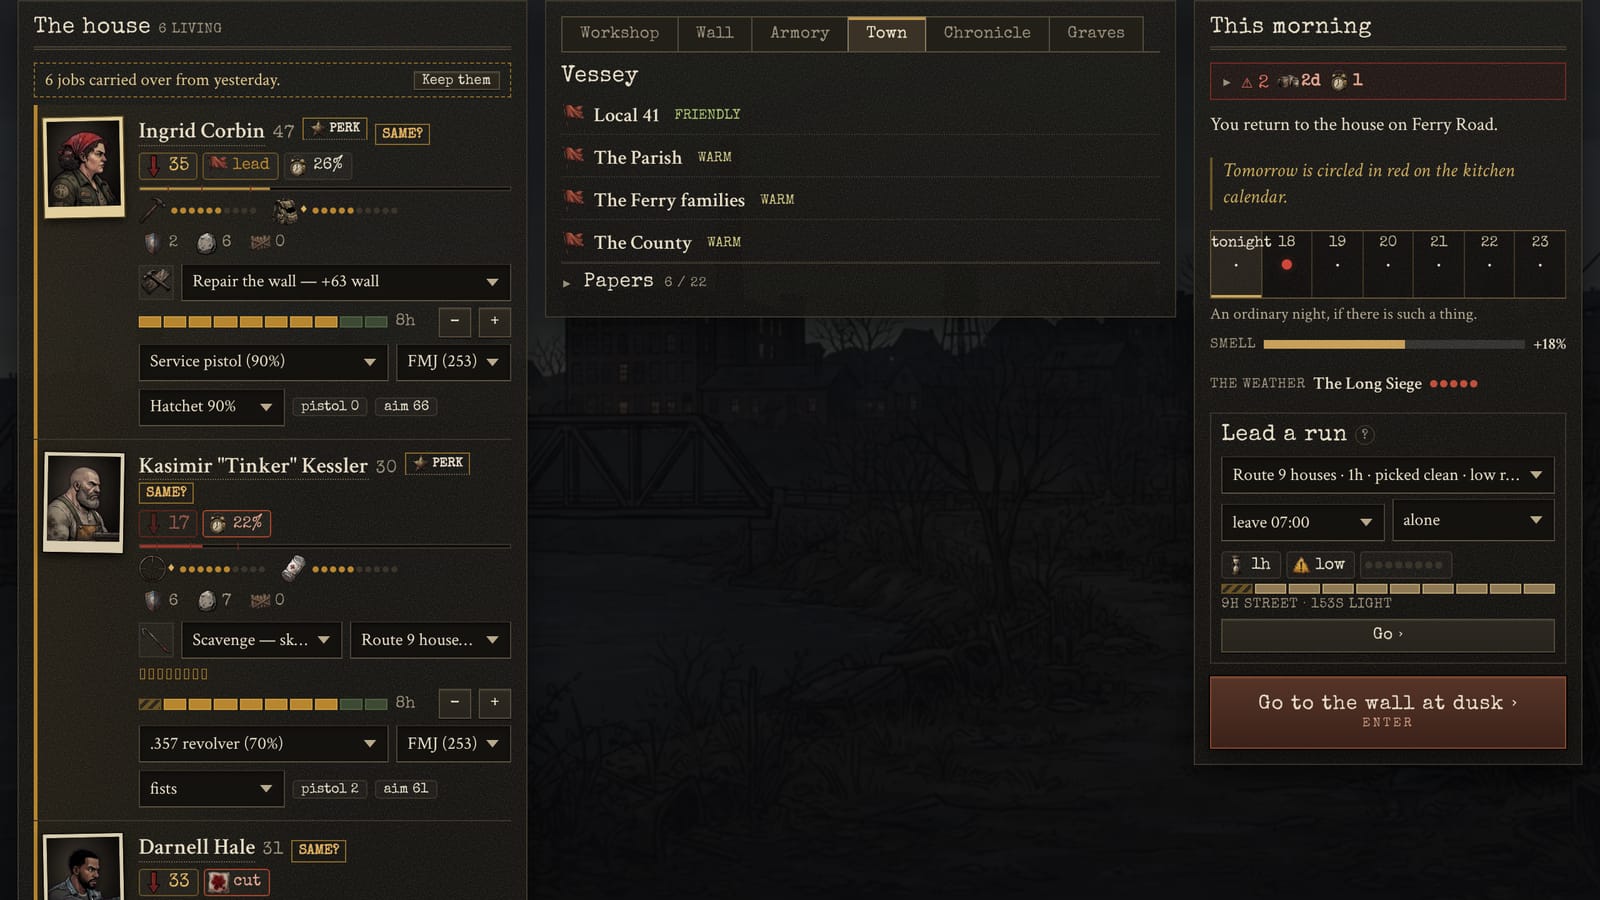 The house 6 LIVING
6 jobs carried over from yesterday. Keep them
Ingrid Corbin 47 PERK SAME?
35 lead 26%
2 6 0
Repair the wall — +63 wall
8h − +
Service pistol (90%) FMJ (253)
Hatchet 90% pistol 0 aim 66
Kasimir "Tinker" Kessler 30 PERK
SAME?
17 22%
6 7 0
Scavenge — sk… Route 9 house…
8h − +
.357 revolver (70%) FMJ (253)
fists pistol 2 aim 61
Darnell Hale 31 SAME?
33 cut
Workshop Wall Armory Town Chronicle Graves
Vessey
Local 41 FRIENDLY
The Parish WARM
The Ferry families WARM
The County WARM
Papers 6 / 22
This morning
2 2d 1
You return to the house on Ferry Road.
Tomorrow is circled in red on the kitchen
calendar.
tonight 18 19 20 21 22 23
An ordinary night, if there is such a thing.
SMELL +18%
THE WEATHER The Long Siege
Lead a run ?
Route 9 houses · 1h · picked clean · low r…
leave 07:00 alone
1h low
9H STREET · 153S LIGHT
Go ›
Go to the wall at dusk ›
ENTER